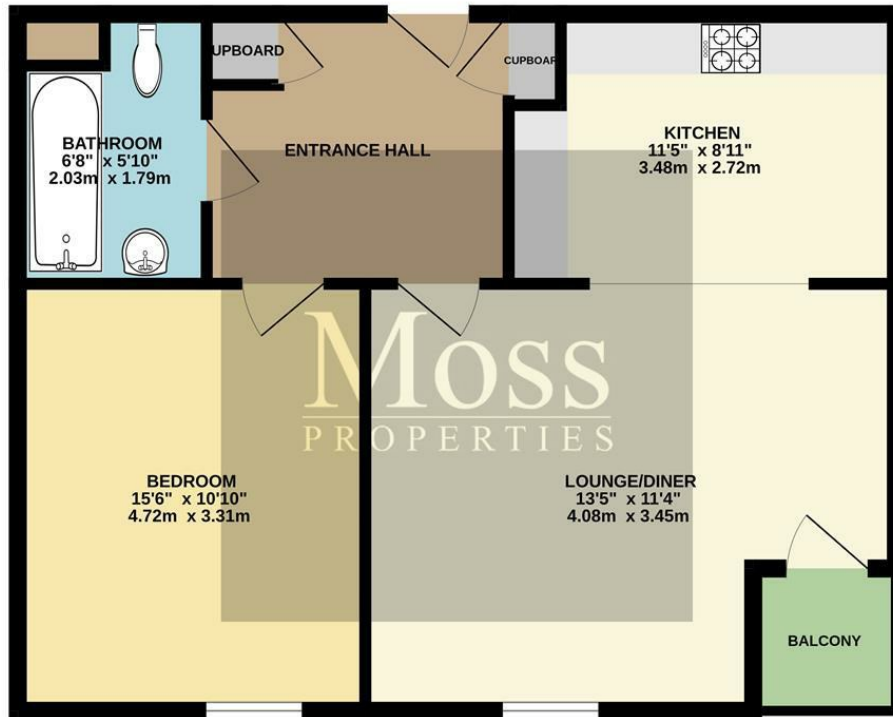 UPBOARD
CUPBOAR
BATHROOM
6'8" x 5'10"
2.03m x 1.79m
ENTRANCE HALL
KITCHEN
11'5" x 8'11"
3.48m x 2.72m
MOSS
PROPERTIES
BEDROOM
15'6" x 10'10"
4.72m x 3.31m
LOUNGE/DINER
13'5" x 11'4"
4.08m x 3.45m
BALCONY